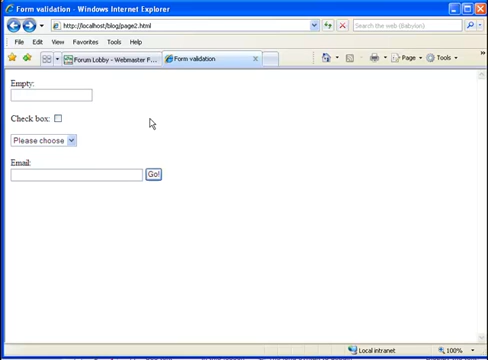 Form validation - Windows Internet Explorer
http://localhost/blog/page2.html
Search the web (Babylon)
File Edit View Favorites Tools Help
Forum Lobby - Webmaster F...
Form validation
Page
Tools
Empty:
Check box:
Please choose
Email:
Go!
Local intranet
100%